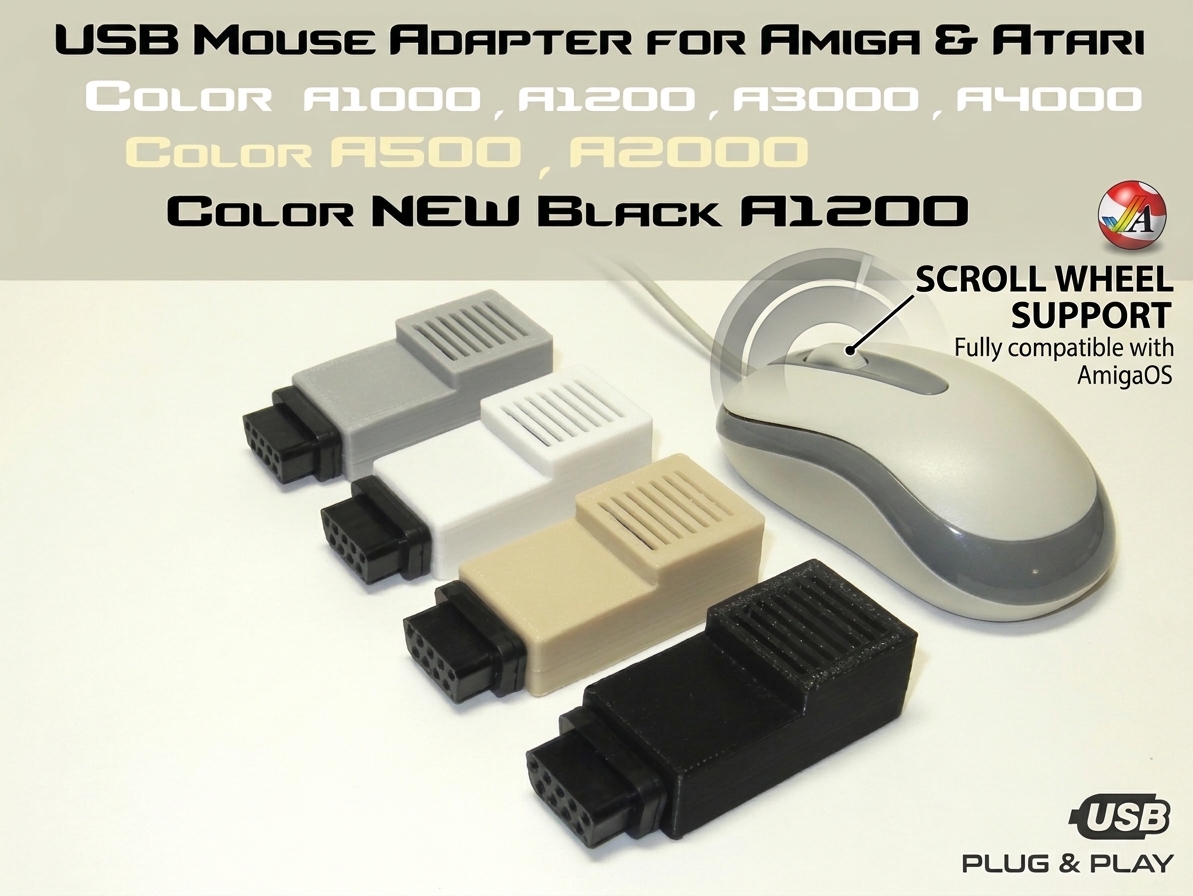 USB Mouse Adapter for Amiga & Atari
Color A1000 , A1200 , A3000 , A4000
Color A500 , A2000
Color NEW Black A1200
A
SCROLL WHEEL
SUPPORT
Fully compatible with
AmigaOS
USB
PLUG & PLAY